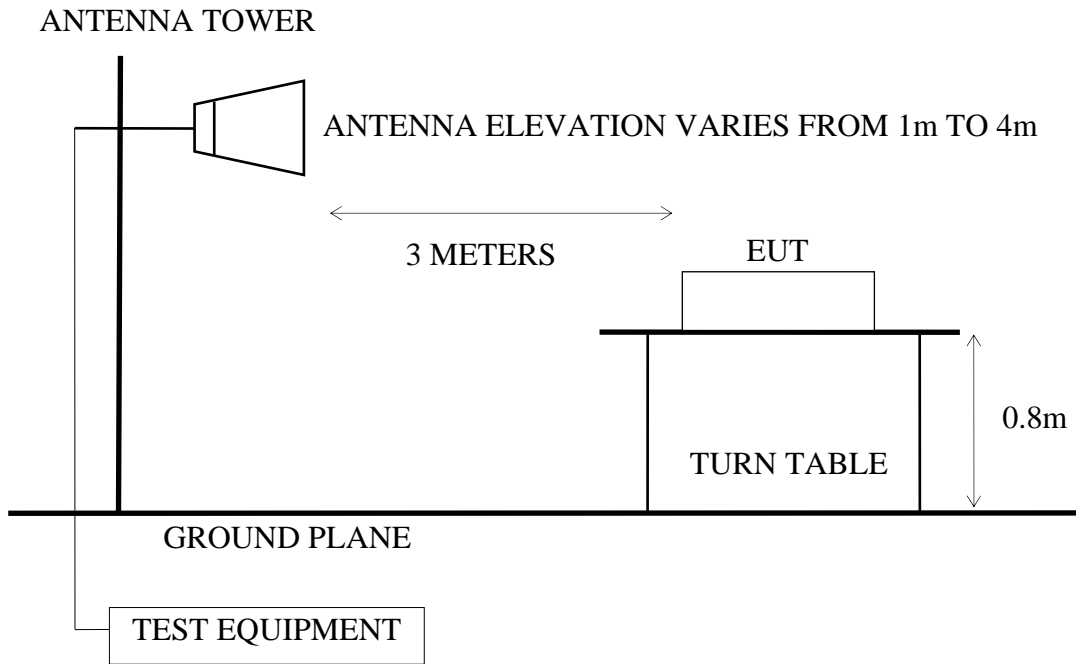 ANTENNA TOWER
ANTENNA ELEVATION VARIES FROM 1m TO 4m
3 METERS
EUT
0.8m
TURN TABLE
GROUND PLANE
TEST EQUIPMENT